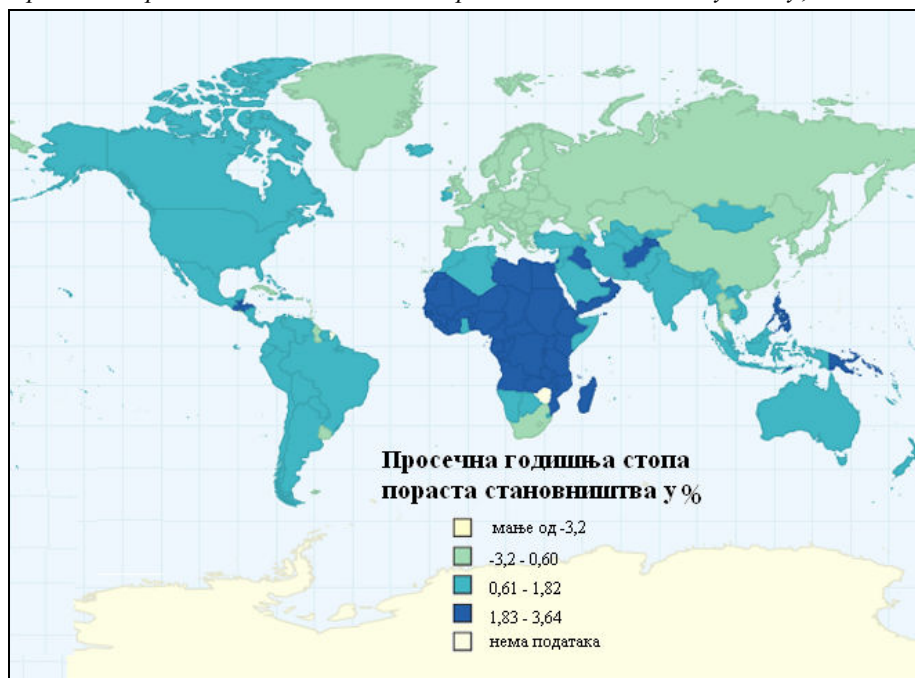 Просечна годишња стопа
пораста становништва у %
мање од -3,2
-3,2 - 0,60
0,61 - 1,82
1,83 - 3,64
нема података